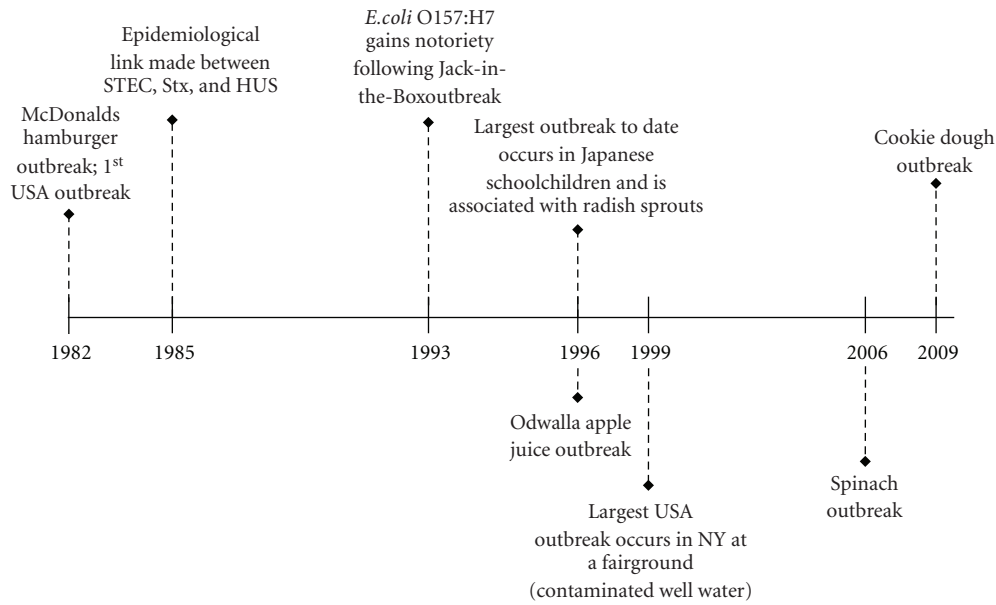 McDonalds
hamburger
outbreak; 1st
USA outbreak
Epidemiological
link made between
STEC, Stx, and HUS
E.coli O157:H7
gains notoriety
following Jack-in-
the-Boxoutbreak
Largest outbreak to date
occurs in Japanese
schoolchildren and is
associated with radish sprouts
Cookie dough
outbreak
1982 1985 1993 1996 1999 2006 2009
Odwalla apple
juice outbreak
Largest USA
outbreak occurs in NY at
a fairground
(contaminated well water)
Spinach
outbreak